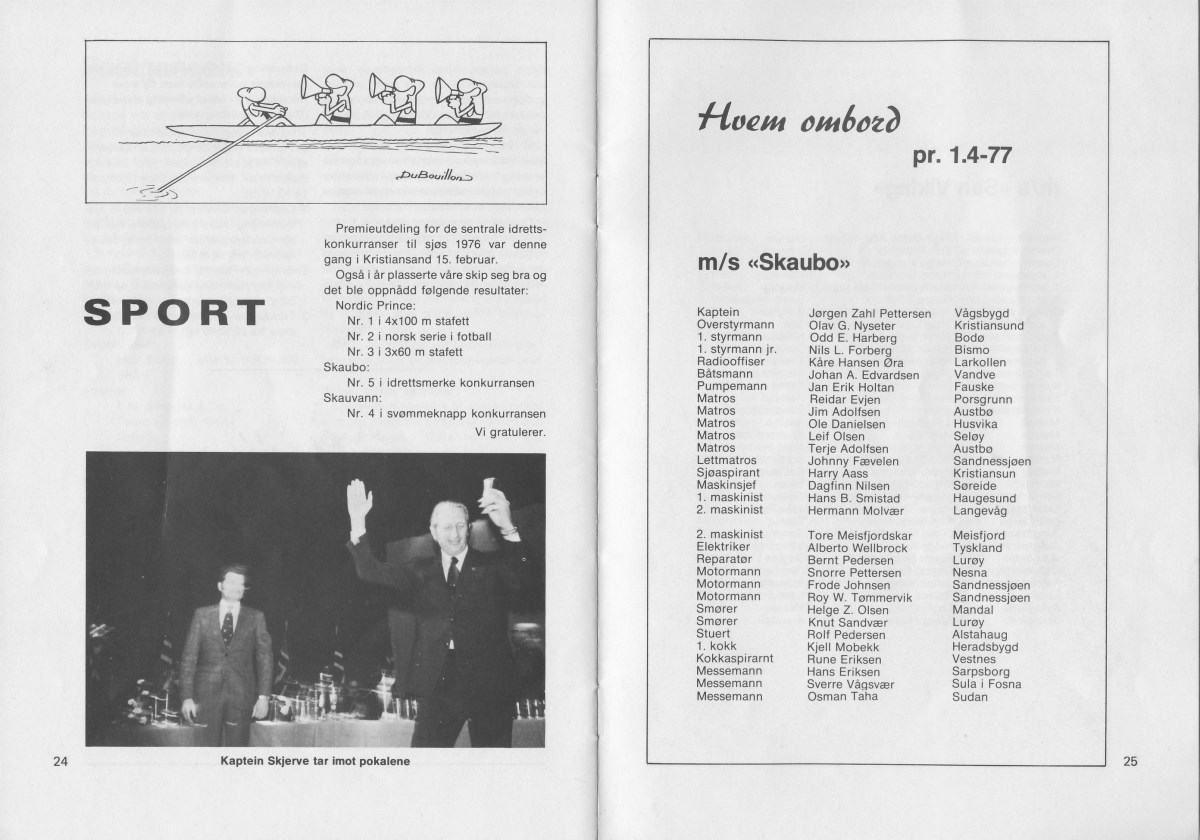 DuBouillon
SPORT
Premieutdeling for de sentrale idretts-
konkurranser til sjøs 1976 var denne
gang i Kristiansand 15. februar.
Også i år plasserte våre skip seg bra og
det ble oppnådd følgende resultater:
Nordic Prince:
Nr. 1 i 4x100 m stafett
Nr. 2 i norsk serie i fotball
Nr. 3 i 3x60 m stafett
Skaubo:
Nr. 5 i idrettsmerke konkurransen
Skauvann:
Nr. 4 i svømmeknapp konkurransen
Vi gratulerer.
Kaptein Skjerve tar imot pokalene
24
Hvem ombord
pr. 1.4-77
m/s «Skaubo»
Kaptein Jørgen Zahl Pettersen Vågsbygd
Overstyrmann Olav G. Nyseter Kristiansund
1. styrmann Odd E. Harberg Bodø
1. styrmann jr. Nils L. Forberg Bismo
Radiooffiser Kåre Hansen Øra Larkollen
Båtsmann Johan A. Edvardsen Vandve
Pumpemann Jan Erik Holtan Fauske
Matros Reidar Evjen Porsgrunn
Matros Jim Adolfsen Austbø
Matros Ole Danielsen Husvika
Matros Leif Olsen Seløy
Matros Terje Adolfsen Austbø
Lettmatros Johnny Fævelen Sandnessjøen
Sjøaspirant Harry Aass Kristiansun
Maskinsjef Dagfinn Nilsen Søreide
1. maskinist Hans B. Smistad Haugesund
2. maskinist Hermann Molvær Langevåg
2. maskinist Tore Meisfjordskar Meisfjord
Elektriker Alberto Wellbrock Tyskland
Reparatør Bernt Pedersen Lurøy
Motormann Snorre Pettersen Nesna
Motormann Frode Johnsen Sandnessjøen
Motormann Roy W. Tømmervik Sandnessjøen
Smører Helge Z. Olsen Mandal
Smører Knut Sandvær Lurøy
Stuert Rolf Pedersen Alstahaug
1. kokk Kjell Mobekk Heradsbygd
Kokkaspirarnt Rune Eriksen Vestnes
Messemann Hans Eriksen Sarpsborg
Messemann Sverre Vågsvær Sula i Fosna
Messemann Osman Taha Sudan
25